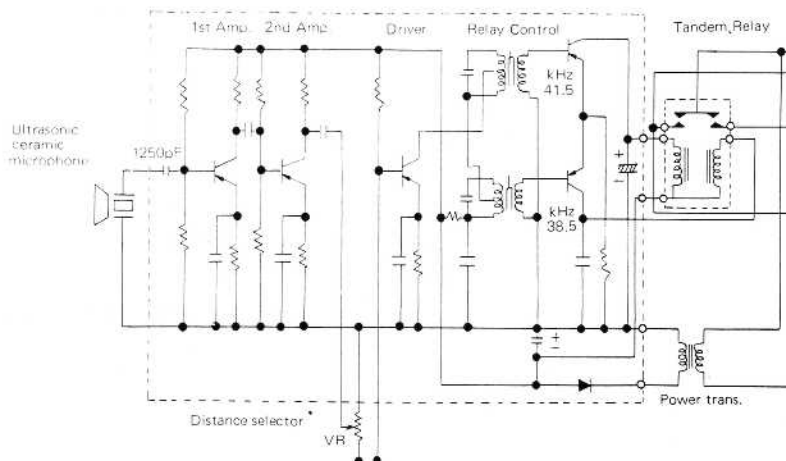 1st Amp. 2nd Amp. Driver Relay Control Tandem Relay
kHz
41.5
Ultrasonic
ceramic
microphone
1250pF
+
−
kHz
38.5
+
−
Power trans.
Distance selector*
VR